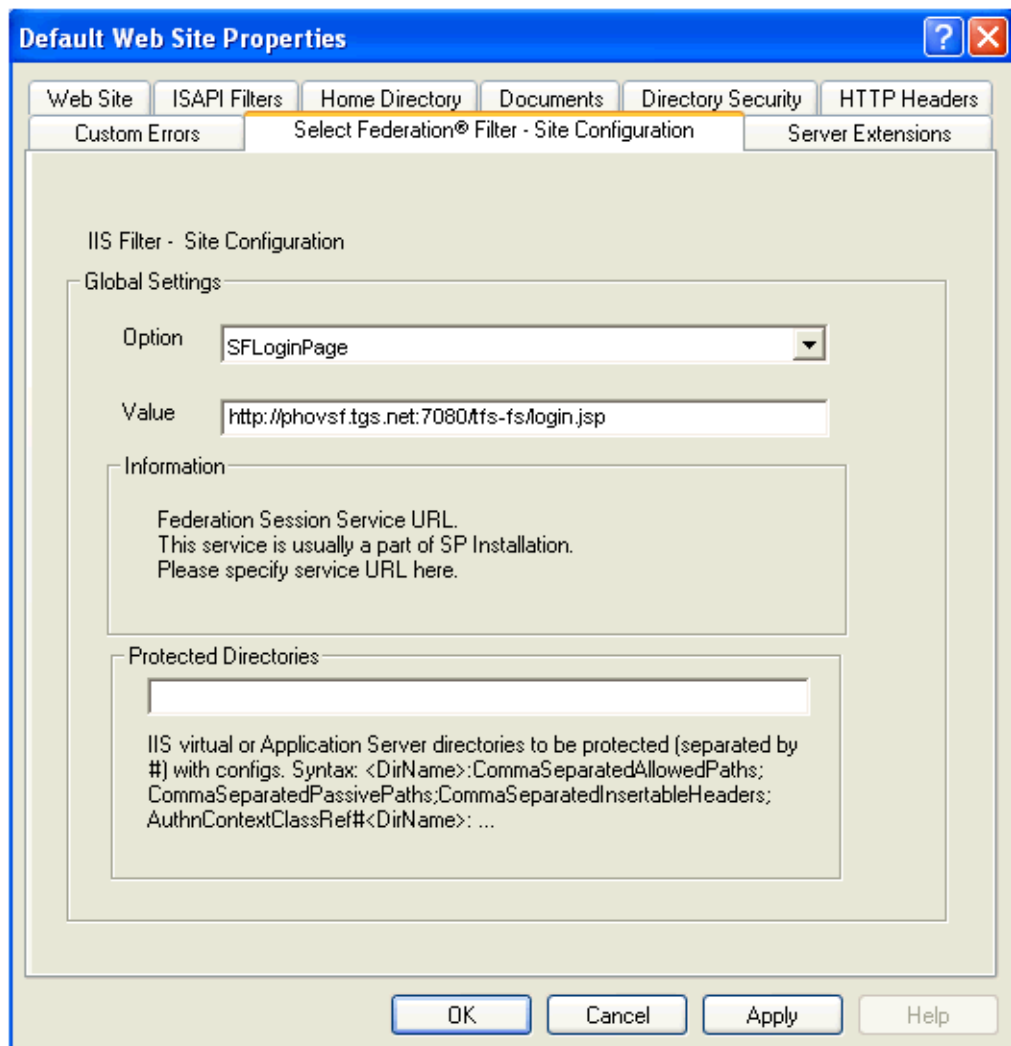 Default Web Site Properties
Web Site ISAPI Filters Home Directory Documents Directory Security HTTP Headers
Custom Errors Select Federation® Filter - Site Configuration Server Extensions
IIS Filter - Site Configuration
Global Settings
Option SFLoginPage
Value http://phovsf.tgs.net:7080/tfs-fs/login.jsp
Information
Federation Session Service URL.
This service is usually a part of SP Installation.
Please specify service URL here.
Protected Directories
IIS virtual or Application Server directories to be protected (separated by
#) with configs. Syntax: <DirName>:CommaSeparatedAllowedPaths;
CommaSeparatedPassivePaths;CommaSeparatedInsertableHeaders;
AuthnContextClassRef#<DirName>: ...
OK Cancel Apply Help